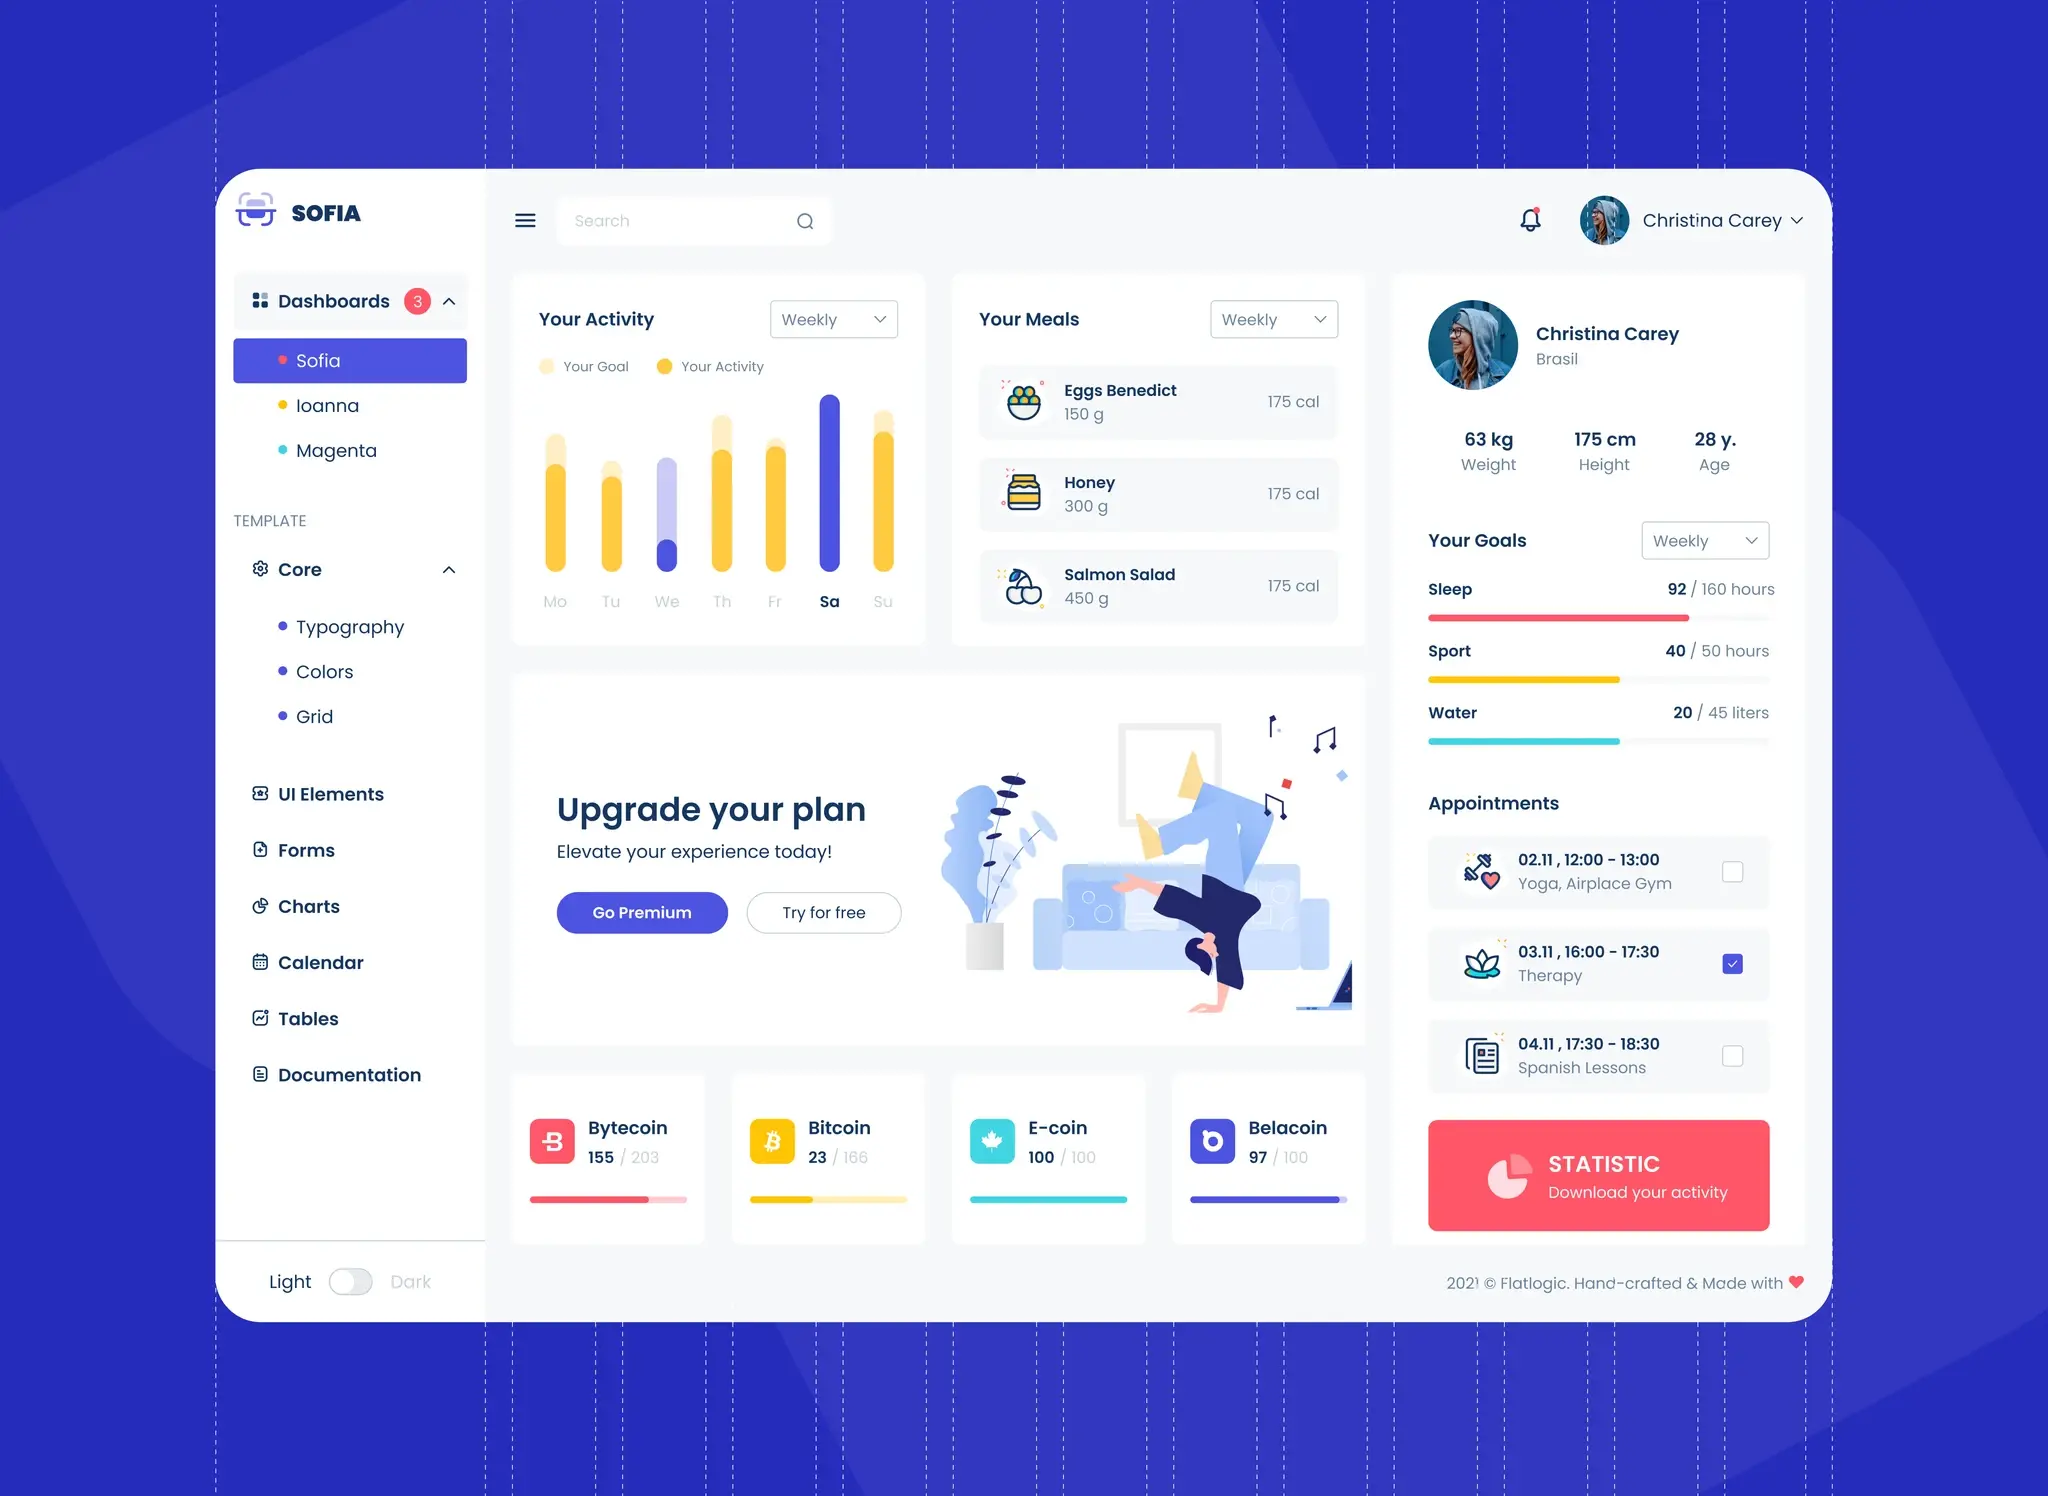 SOFIA
Search
Christina Carey
Dashboards 3
Sofia
Ioanna
Magenta
TEMPLATE
Core
Typography
Colors
Grid
UI Elements
Forms
Charts
Calendar
Tables
Documentation
Light Dark
Your Activity Weekly
Your Goal Your Activity
Mo Tu We Th Fr Sa Su
Your Meals Weekly
Eggs Benedict
150 g
175 cal
Honey
300 g
175 cal
Salmon Salad
450 g
175 cal
Upgrade your plan
Elevate your experience today!
Go Premium Try for free
Bytecoin
155 / 203
Bitcoin
23 / 166
E-coin
100 / 100
Belacoin
97 / 100
Christina Carey
Brasil
63 kg 175 cm 28 y.
Weight Height Age
Your Goals Weekly
Sleep 92 / 160 hours
Sport 40 / 50 hours
Water 20 / 45 liters
Appointments
02.11 , 12:00 - 13:00
Yoga, Airplace Gym
03.11, 16:00 - 17:30
Therapy
04.11 , 17:30 - 18:30
Spanish Lessons
STATISTIC
Download your activity
2021 © Flatlogic. Hand-crafted & Made with